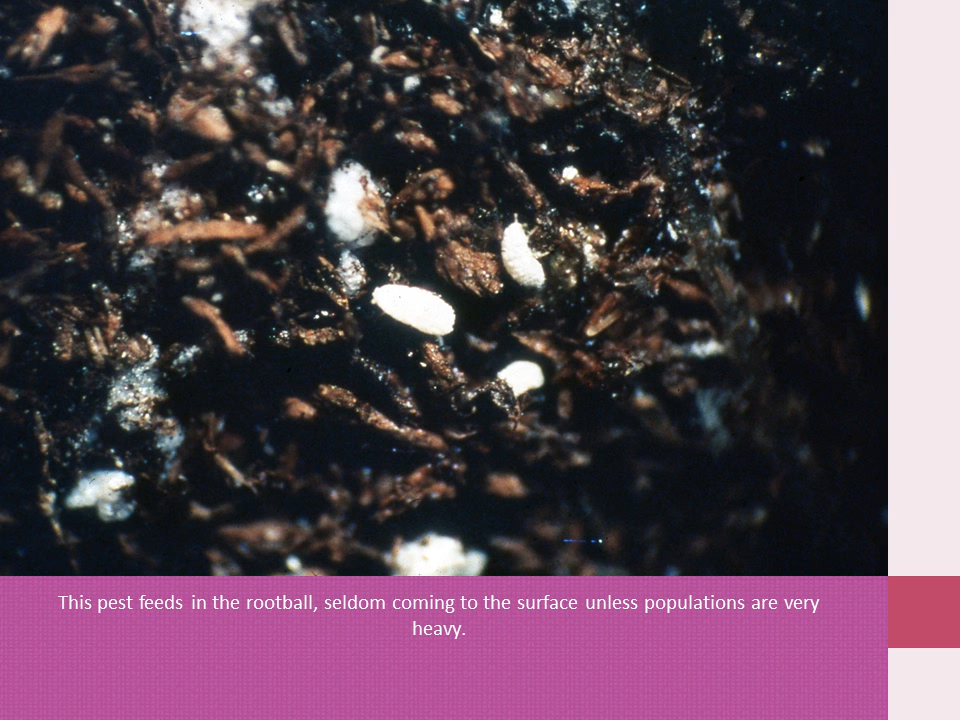 This pest feeds in the rootball, seldom coming to the surface unless populations are very
heavy.